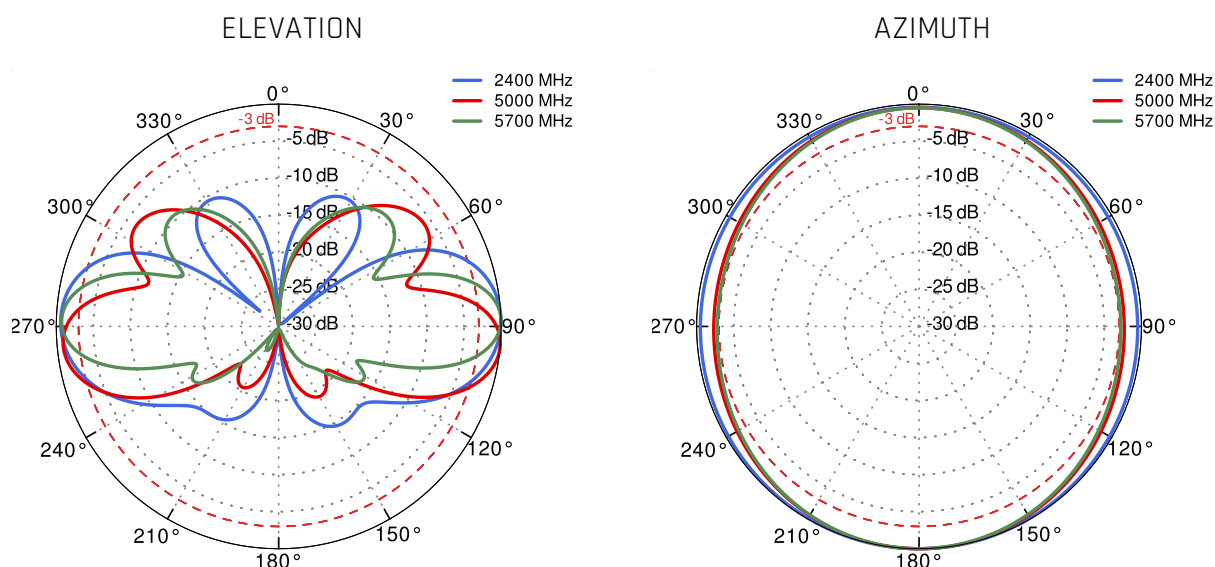 ELEVATION
2400 MHz
5000 MHz
5700 MHz
0°
30°
60°
90°
120°
150°
180°
210°
240°
270°
300°
330°
-3 dB
-5 dB
-10 dB
-15 dB
-20 dB
-25 dB
-30 dB
AZIMUTH
2400 MHz
5000 MHz
5700 MHz
0°
30°
60°
90°
120°
150°
180°
210°
240°
270°
300°
330°
-3 dB
-5 dB
-10 dB
-15 dB
-20 dB
-25 dB
-30 dB